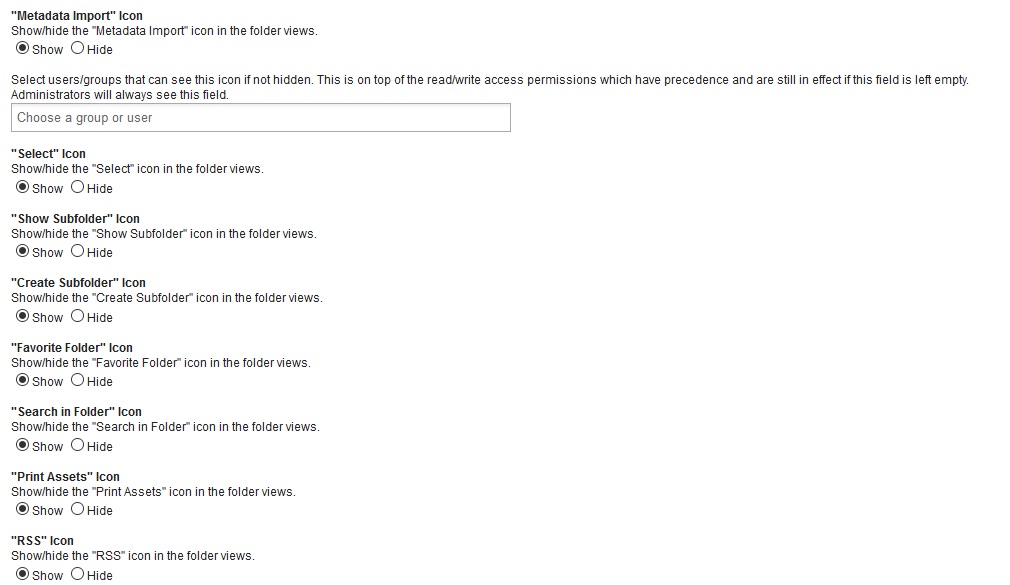 "Metadata Import" Icon
Show/hide the "Metadata Import" icon in the folder views.
Show Hide
Select users/groups that can see this icon if not hidden. This is on top of the read/write access permissions which have precedence and are still in effect if this field is left empty.
Administrators will always see this field.
Choose a group or user
"Select" Icon
Show/hide the "Select" icon in the folder views.
Show Hide
"Show Subfolder" Icon
Show/hide the "Show Subfolder" icon in the folder views.
Show Hide
"Create Subfolder" Icon
Show/hide the "Create Subfolder" icon in the folder views.
Show Hide
"Favorite Folder" Icon
Show/hide the "Favorite Folder" icon in the folder views.
Show Hide
"Search in Folder" Icon
Show/hide the "Search in Folder" icon in the folder views.
Show Hide
"Print Assets" Icon
Show/hide the "Print Assets" icon in the folder views.
Show Hide
"RSS" Icon
Show/hide the "RSS" icon in the folder views.
Show Hide